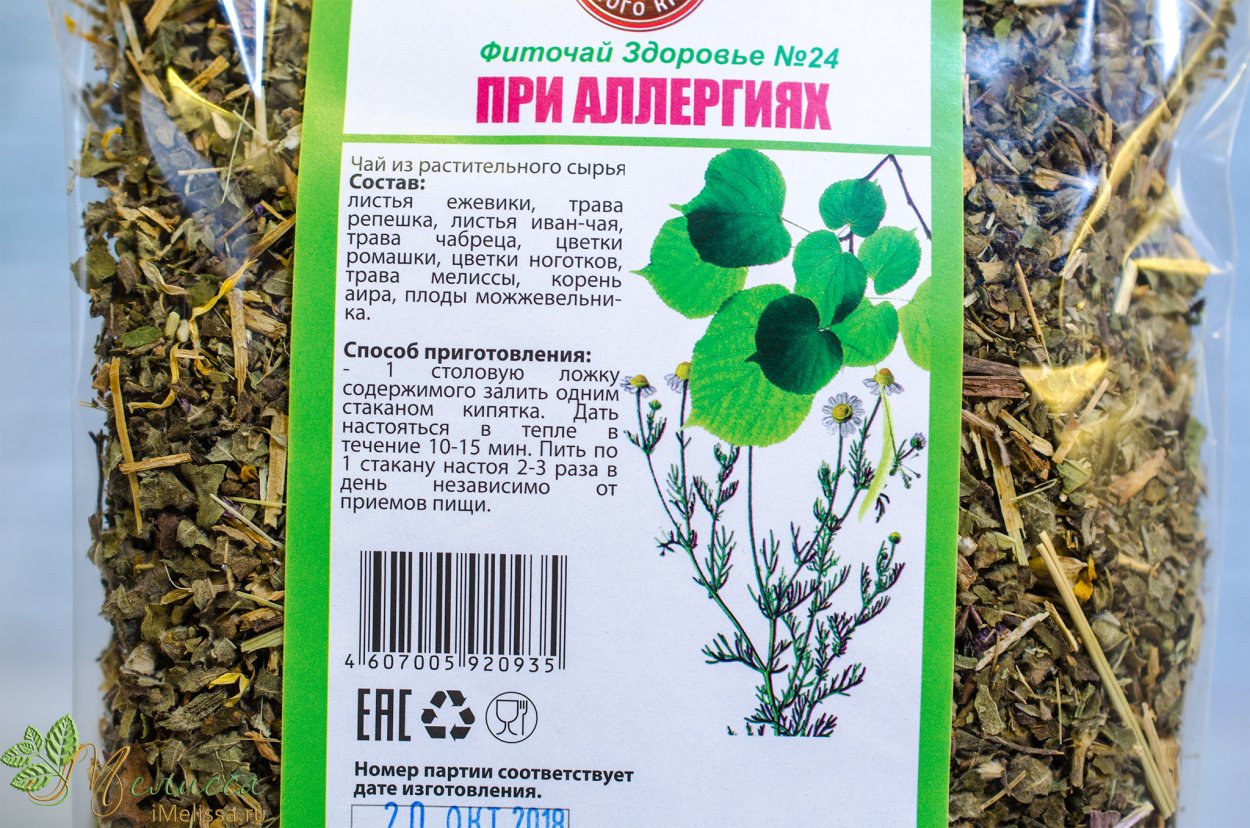 Фиточай Здоровье №24
ПРИ АЛЛЕРГИЯХ
Чай из растительного сырья
Состав:
листья ежевики, трава
репешка, листья иван-чая,
трава чабреца, цветки
ромашки, цветки ноготков,
трава мелиссы, корень
аира, плоды можжевельни-
ка.
Способ приготовления:
- 1 столовую ложку
содержимого залить одним
стаканом кипятка. Дать
настояться в тепле в
течение 10-15 мин. Пить по
1 стакану настоя 2-3 раза в
день независимо от
приемов пищи.
4 607005 920935
EAC
Номер партии соответствует
дате изготовления.
20 ОКТ 2018
Мелисса
iMelissa.ru